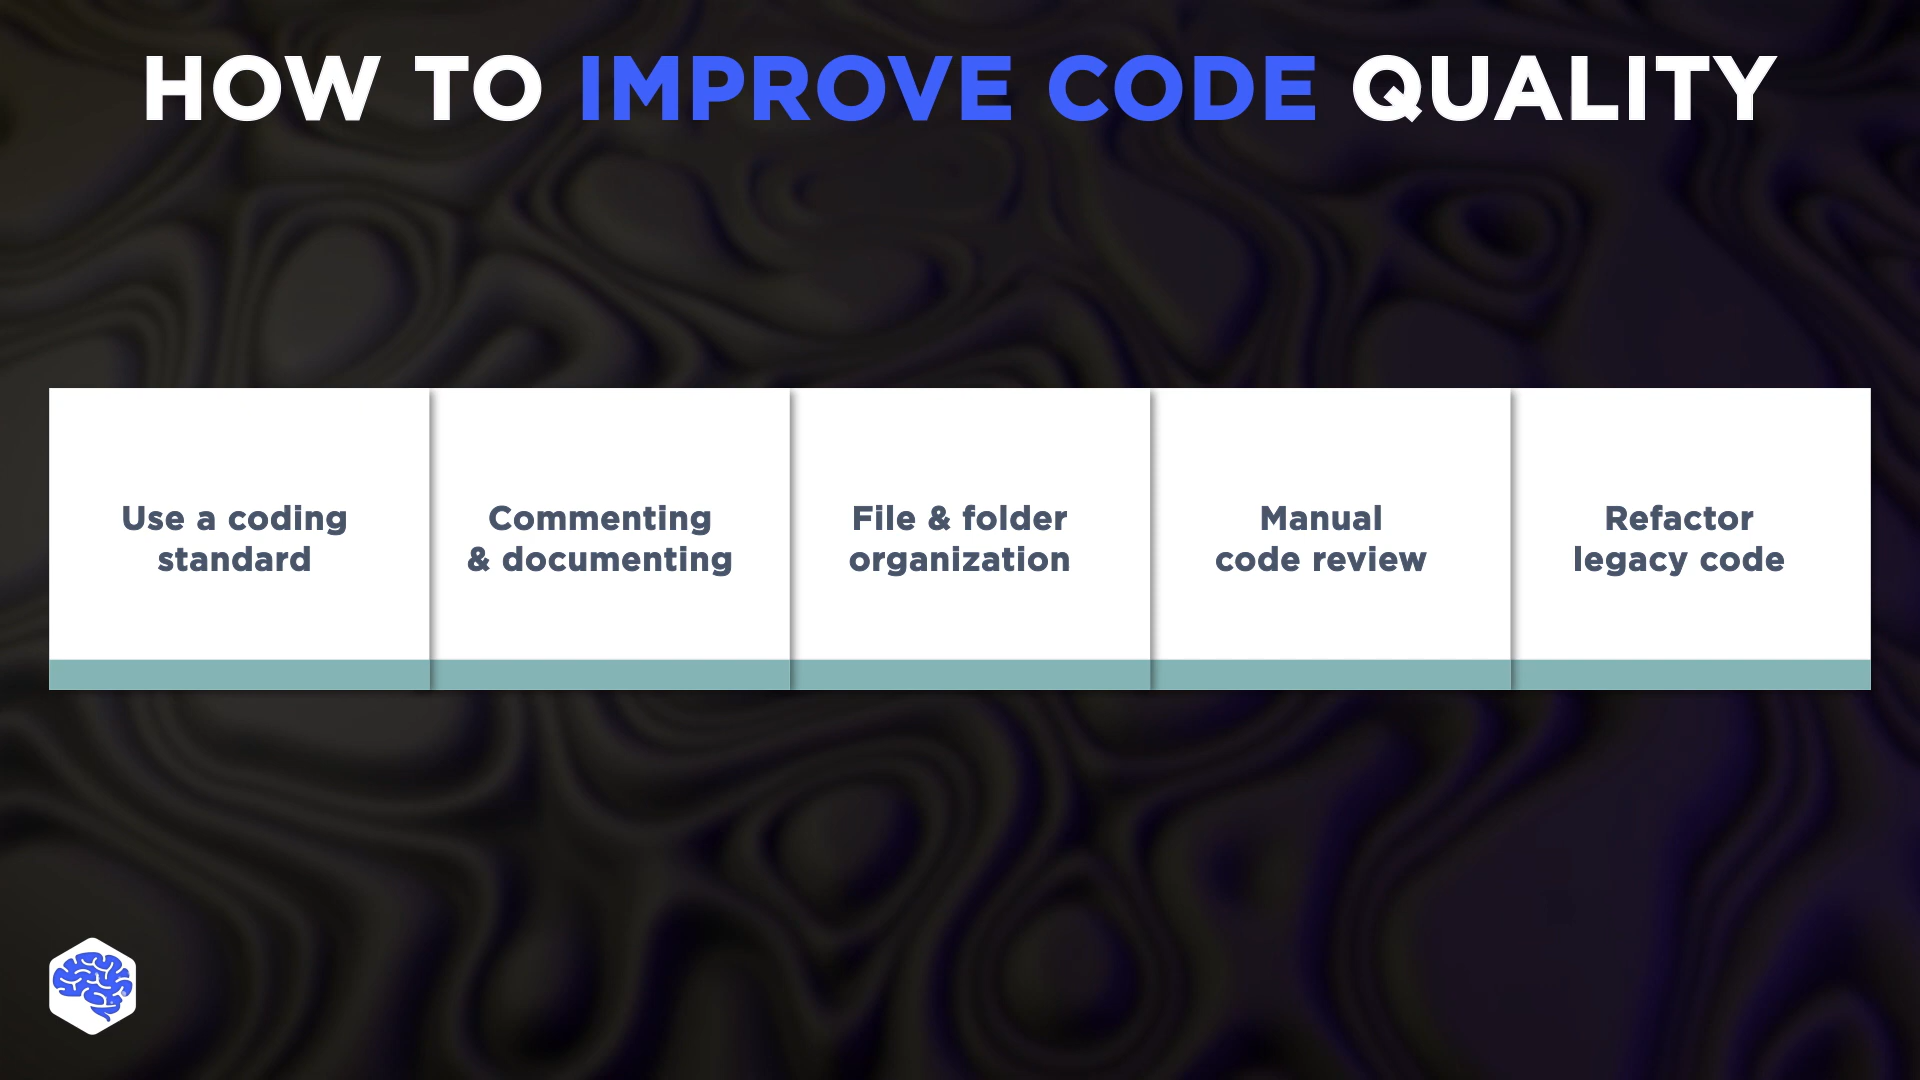 HOW TO IMPROVE CODE QUALITY
Use a coding
standard
Commenting
& documenting
File & folder
organization
Manual
code review
Refactor
legacy code